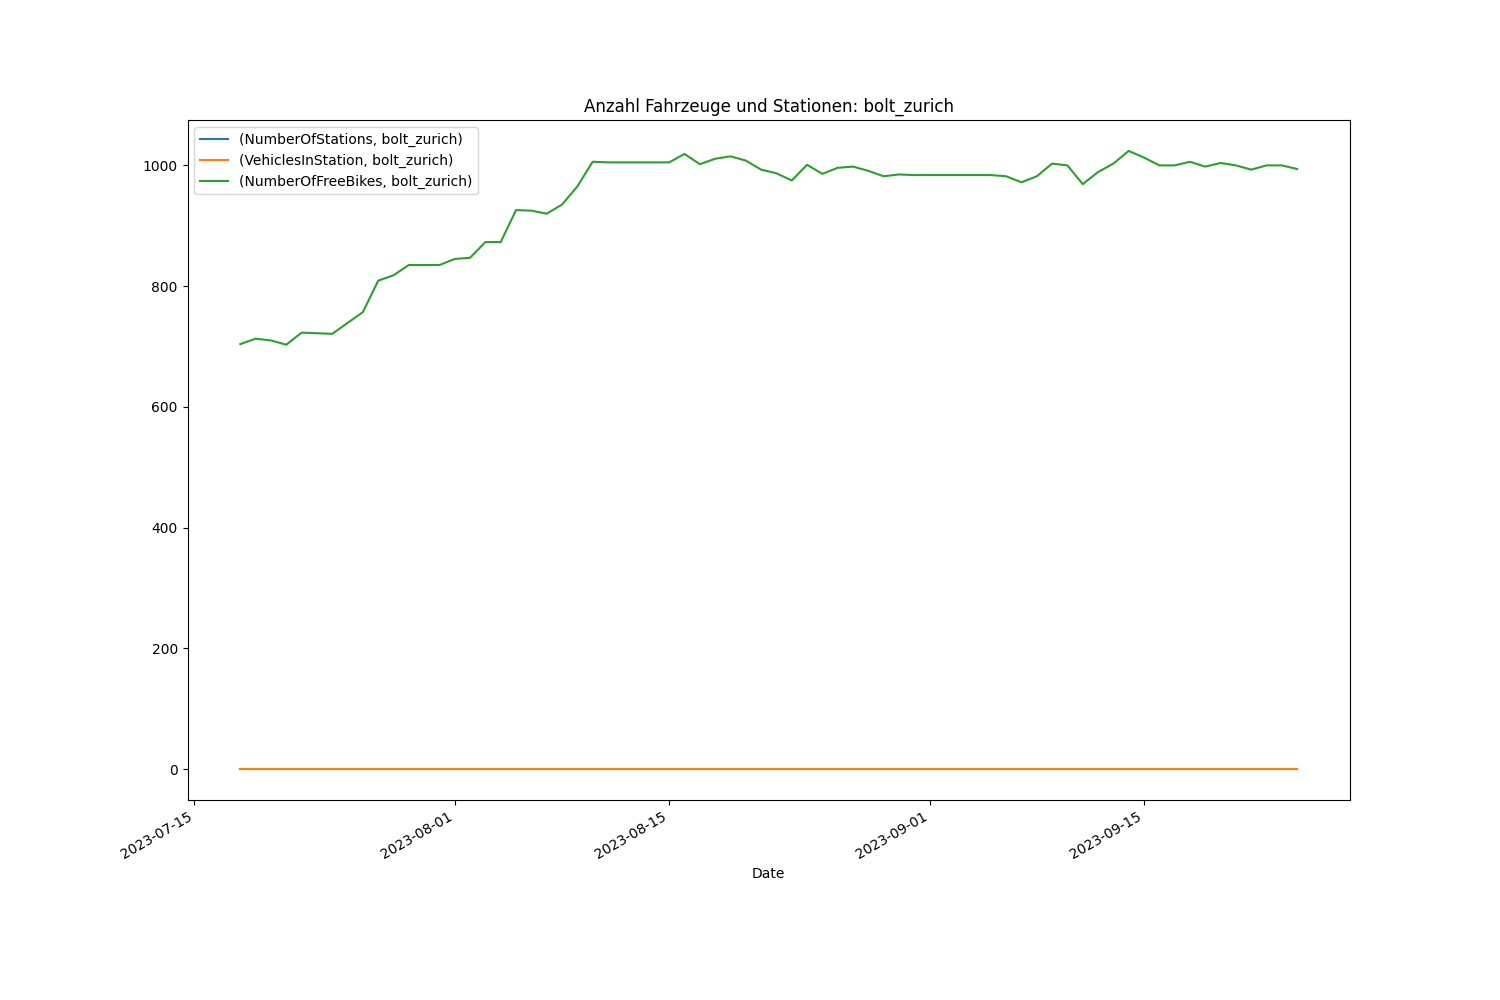 Anzahl Fahrzeuge und Stationen: bolt_zurich
(NumberOfStations, bolt_zurich)
(VehiclesInStation, bolt_zurich)
(NumberOfFreeBikes, bolt_zurich)
1000
800
600
400
200
0
2023-07-15
2023-08-01
2023-08-15
2023-09-01
2023-09-15
Date